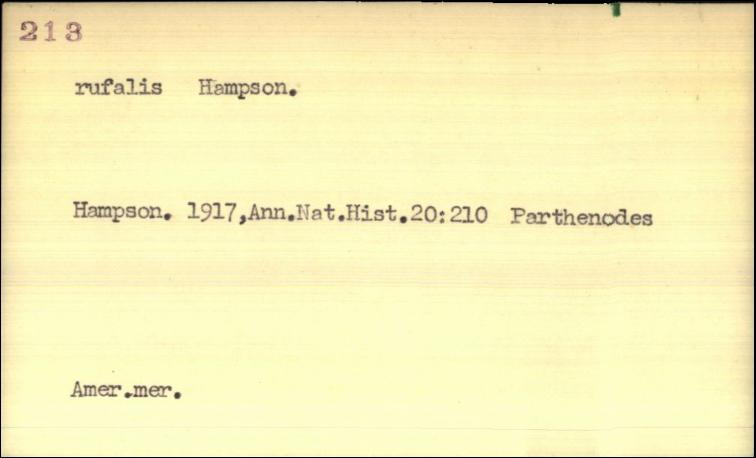 213
rufalis Hampson.
Hampson. 1917,Ann.Nat.Hist.20:210 Parthenodes
Amer.mer.